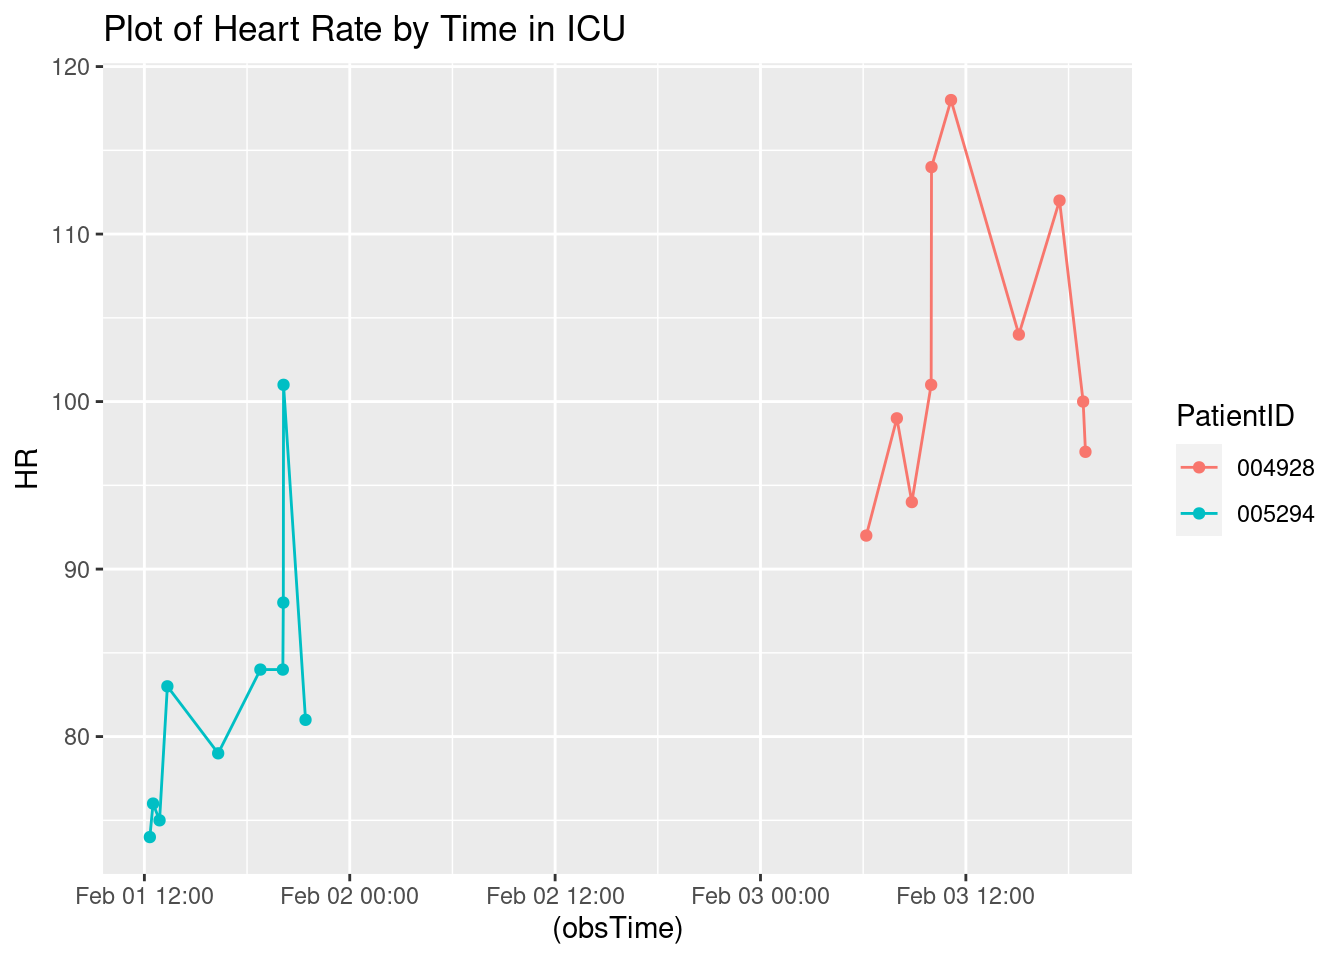 Plot of Heart Rate by Time in ICU
120
110
100
90
80
HR
Feb 01 12:00 Feb 02 00:00 Feb 02 12:00 Feb 03 00:00 Feb 03 12:00
(obsTime)
PatientID
004928
005294